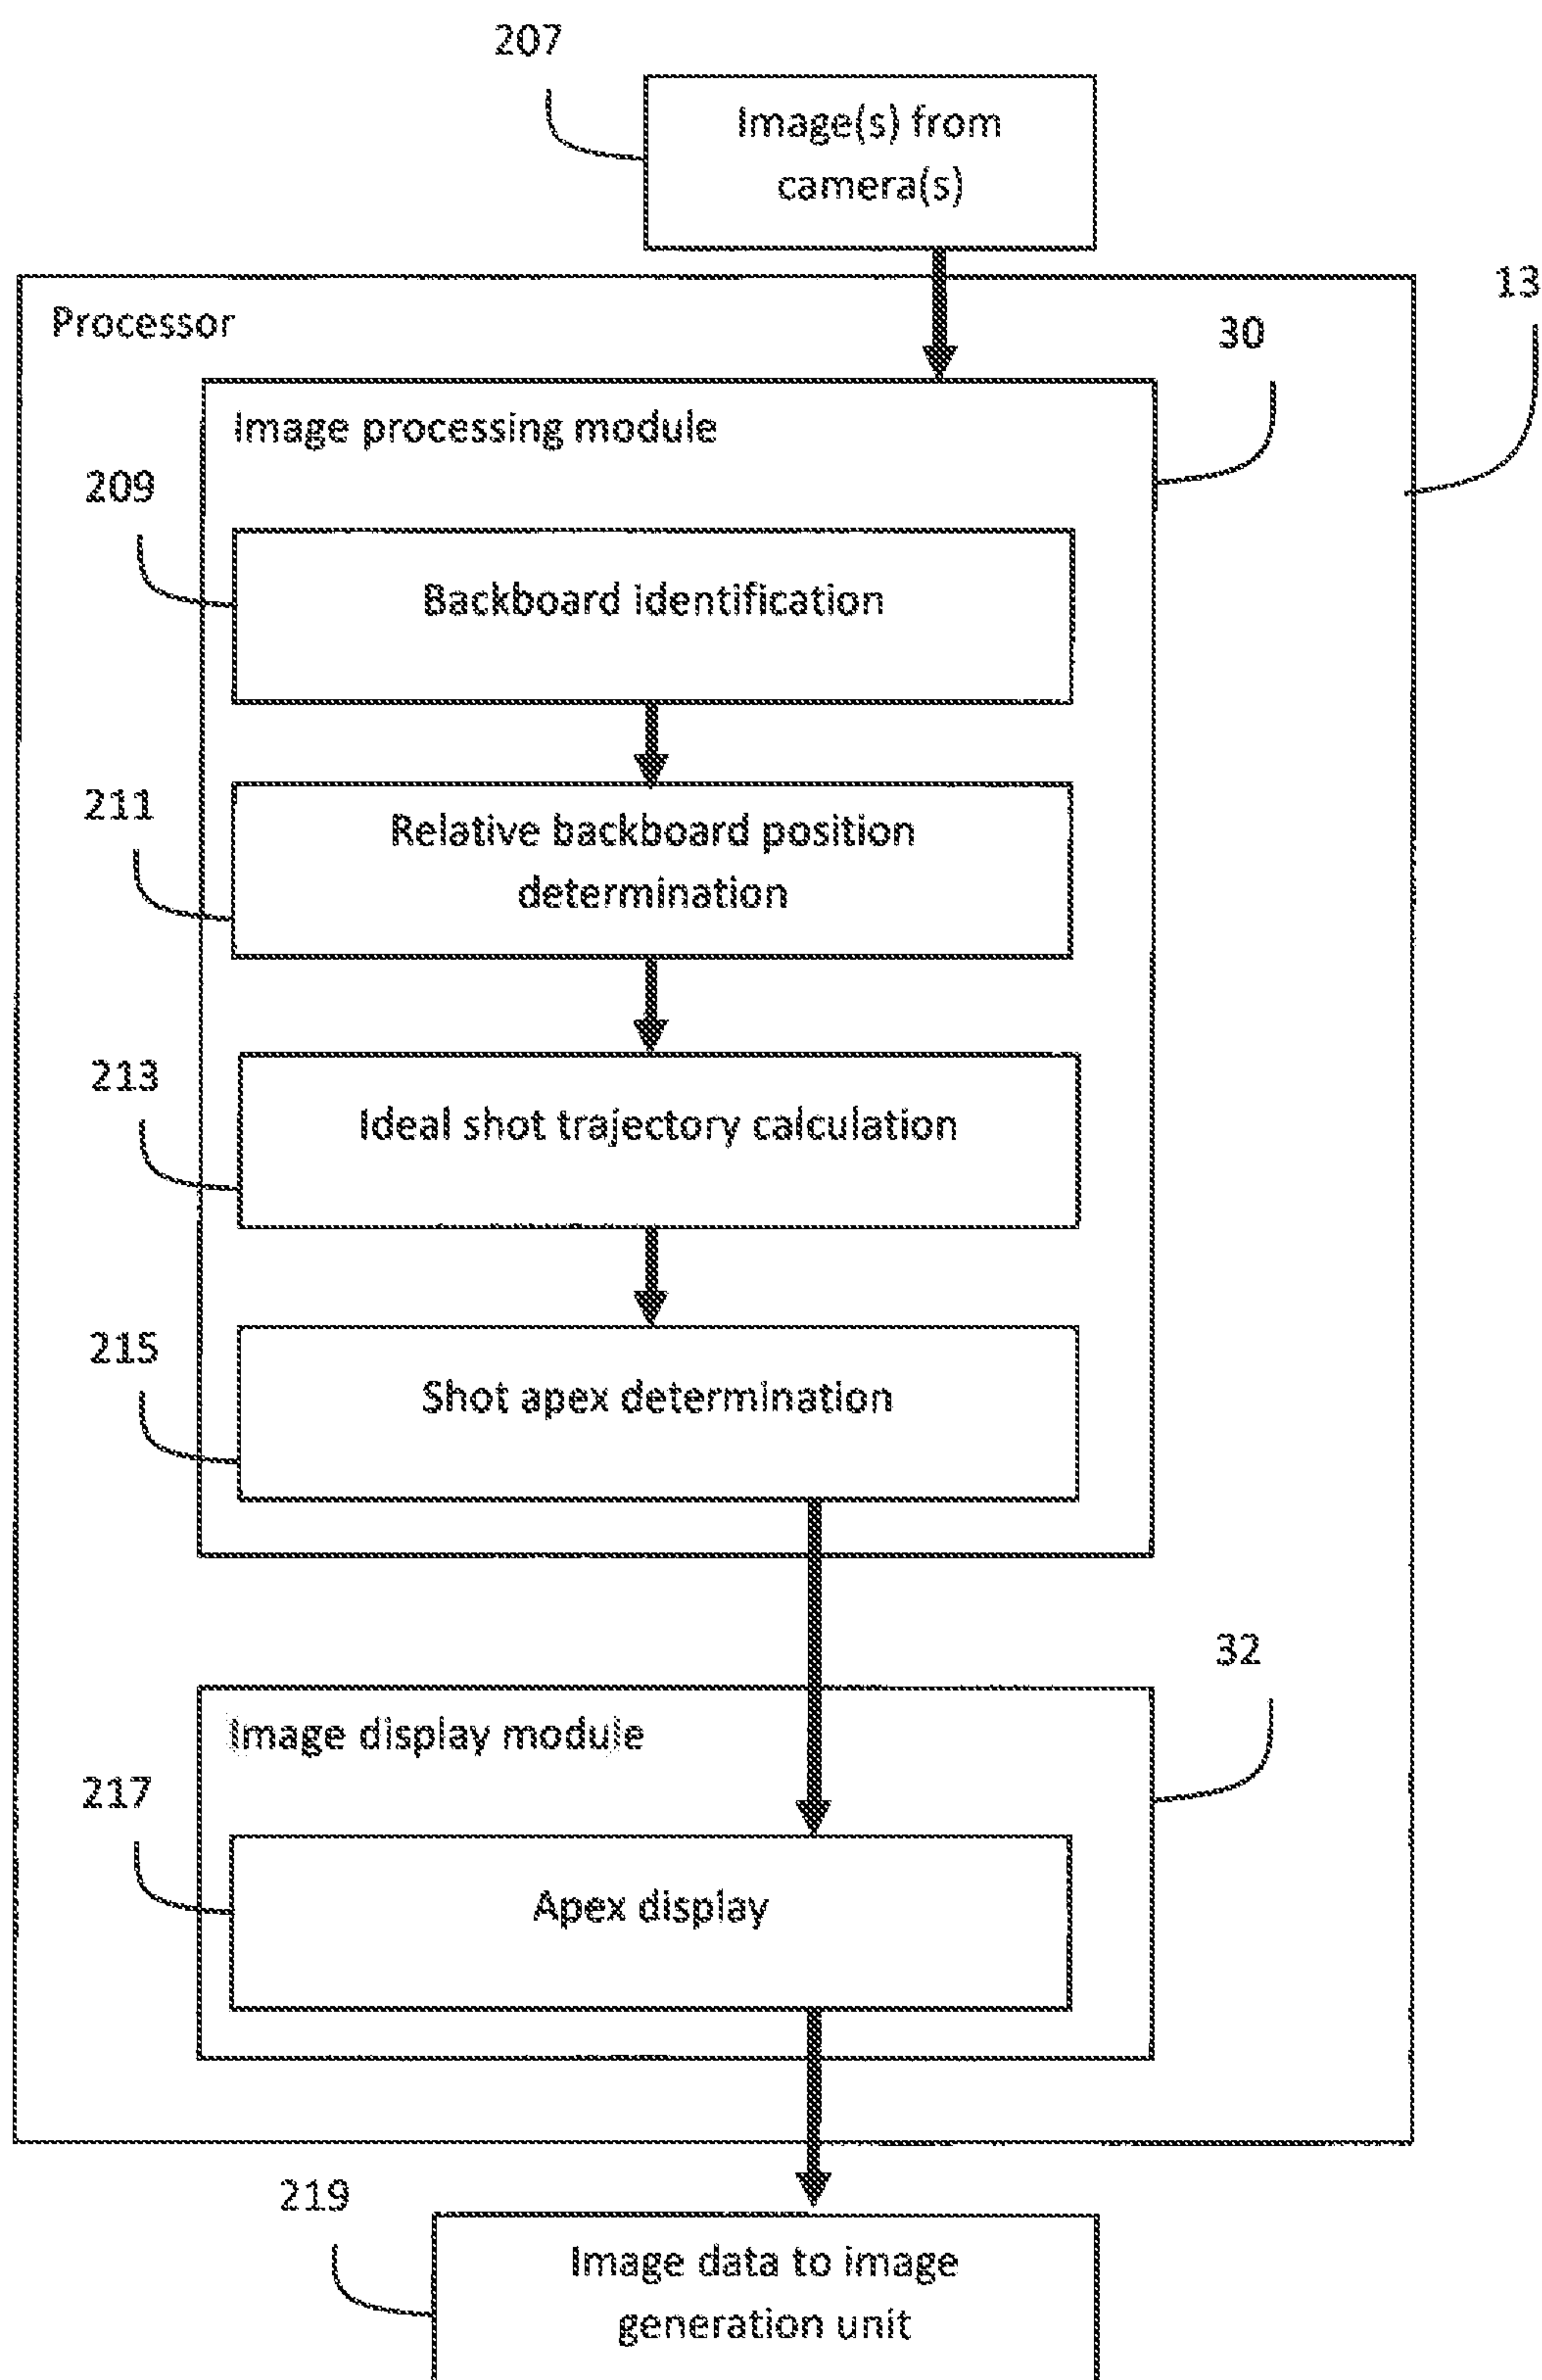 207
Image(s) from
camera(s)
13
Processor
30
Image processing module
209
Backboard identification
211
Relative backboard position
determination
213
Ideal shot trajectory calculation
215
Shot apex determination
32
Image display module
217
Apex display
219
Image data to image
generation unit